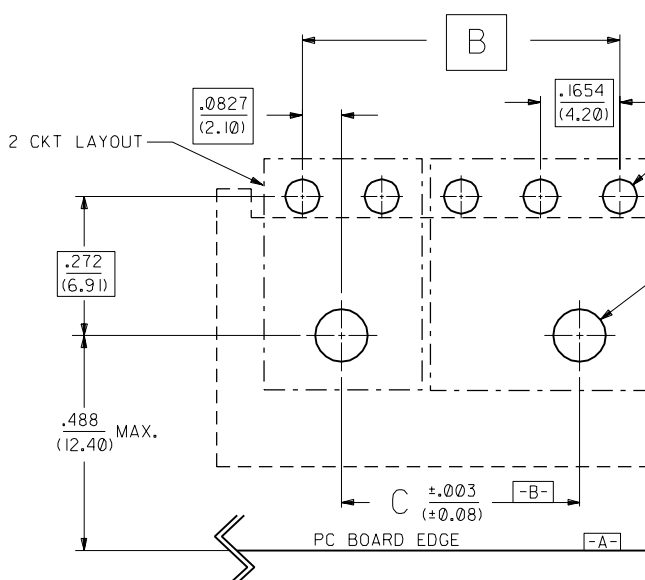 B
.0827
(2.10)
.1654
(4.20)
2 CKT LAYOUT
.272
(6.91)
.488
(12.40) MAX.
C ±.003
(±0.08)
-B-
PC BOARD EDGE
-A-